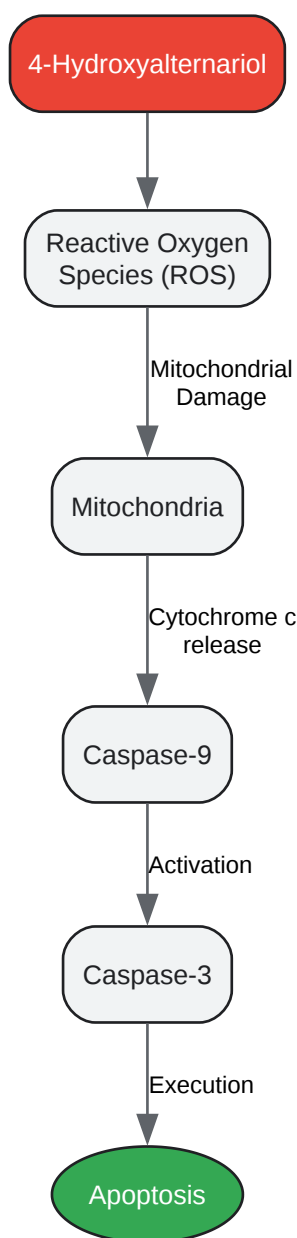 4-Hydroxyalternariol
Reactive Oxygen
Species (ROS)
Mitochondrial
Damage
Mitochondria
Cytochrome c
release
Caspase-9
Activation
Caspase-3
Execution
Apoptosis